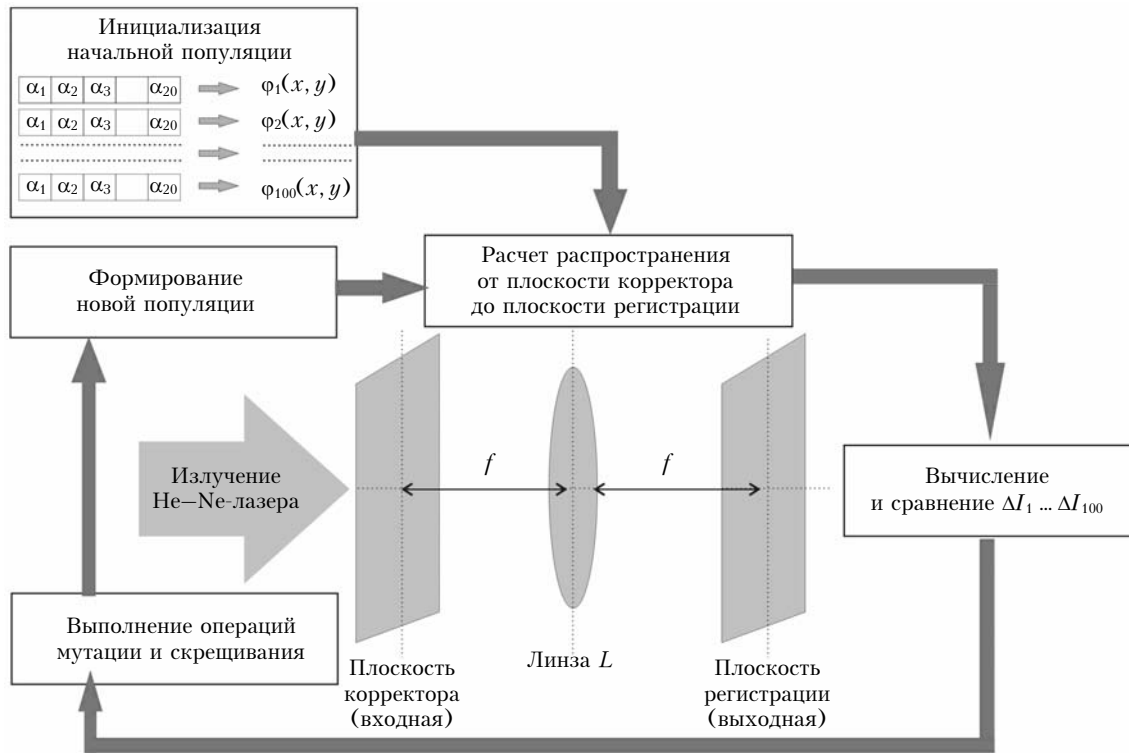 Инициализация
начальной популяции
α₁ α₂ α₃ α₂₀ φ₁(x, y)
α₁ α₂ α₃ α₂₀ φ₂(x, y)
α₁ α₂ α₃ α₂₀ φ₁₀₀(x, y)
Формирование
новой популяции
Расчет распространения
от плоскости корректора
до плоскости регистрации
Излучение
He–Ne-лазера
f
f
Вычисление
и сравнение ΔI₁ ... ΔI₁₀₀
Выполнение операций
мутации и скрещивания
Плоскость
корректора
(входная)
Линза L
Плоскость
регистрации
(выходная)